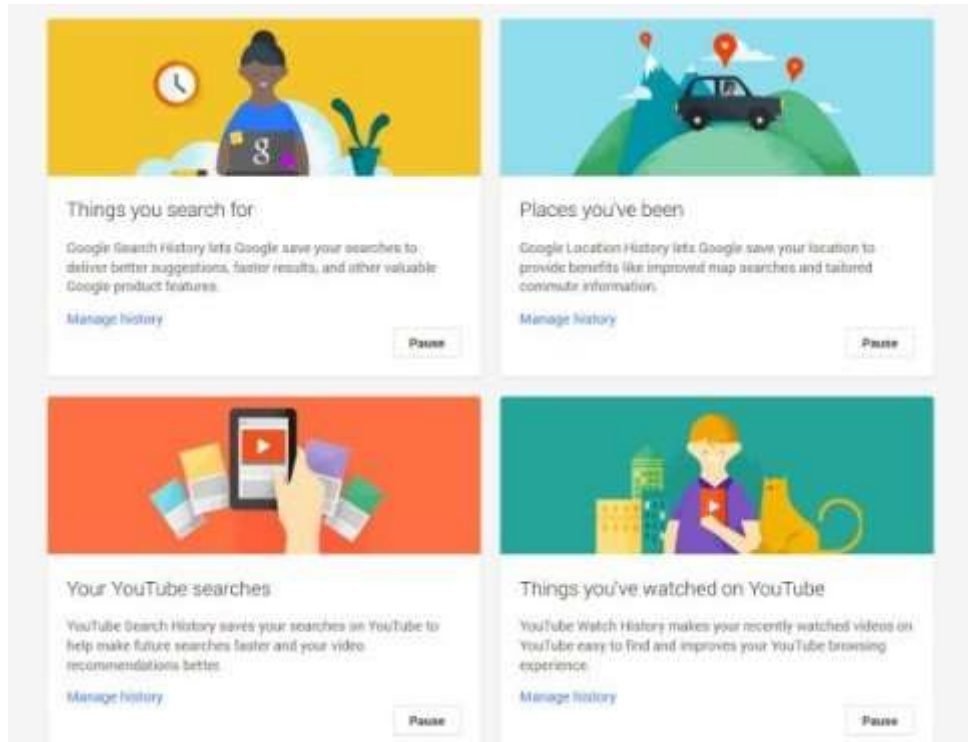 8
Things you search for
Google Search History lets Google save your searches to
deliver better suggestions, faster results, and other valuable
Google product features.
Manage history
Pause
Places you've been
Google Location History lets Google save your location to
provide benefits like improved map searches and tailored
commute information.
Manage history
Pause
Your YouTube searches
YouTube Search History saves your searches on YouTube to
help make future searches faster and your video
recommendations better.
Manage history
Pause
Things you've watched on YouTube
YouTube Watch History makes your recently watched videos on
YouTube easy to find and improves your YouTube browsing
experience.
Manage history
Pause